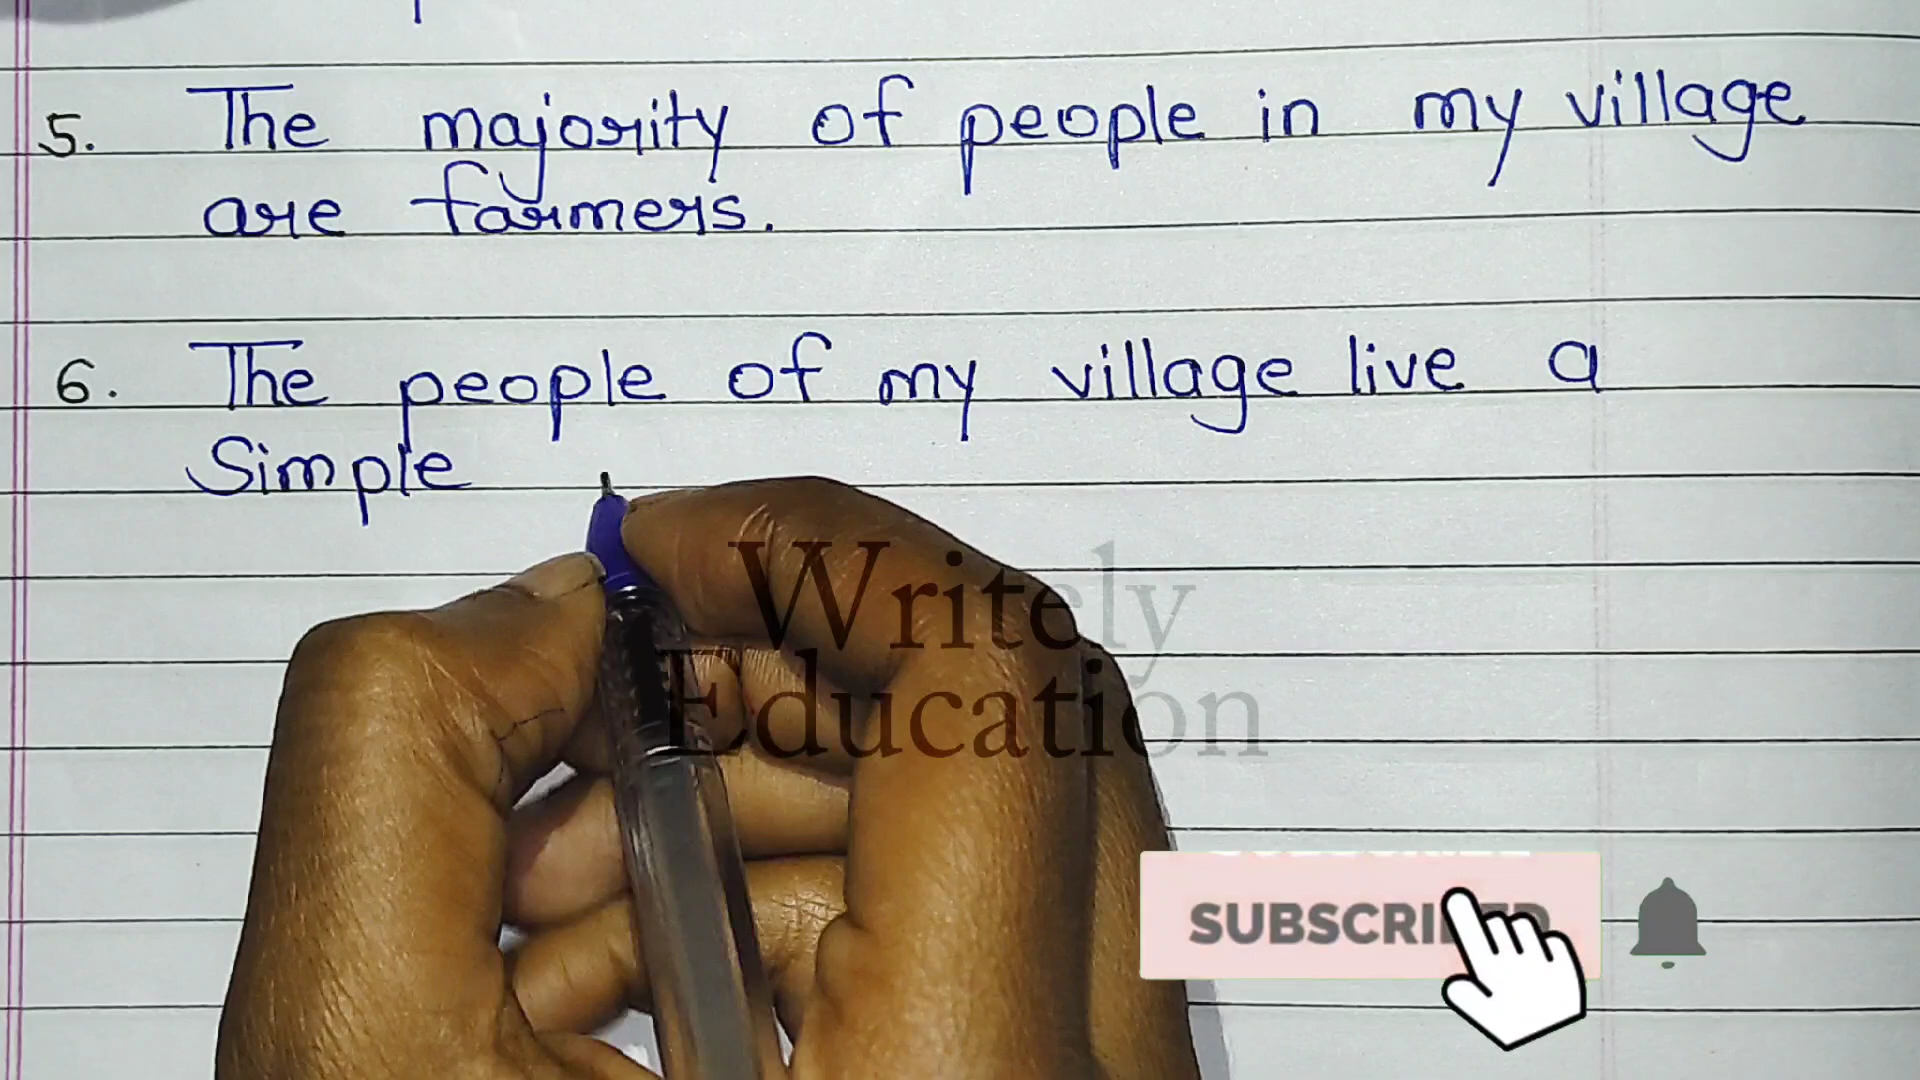 5. The majority of people in my village
are farmers.
6. The people of my village live a
Simple
Writely
Education
SUBSCRIBED